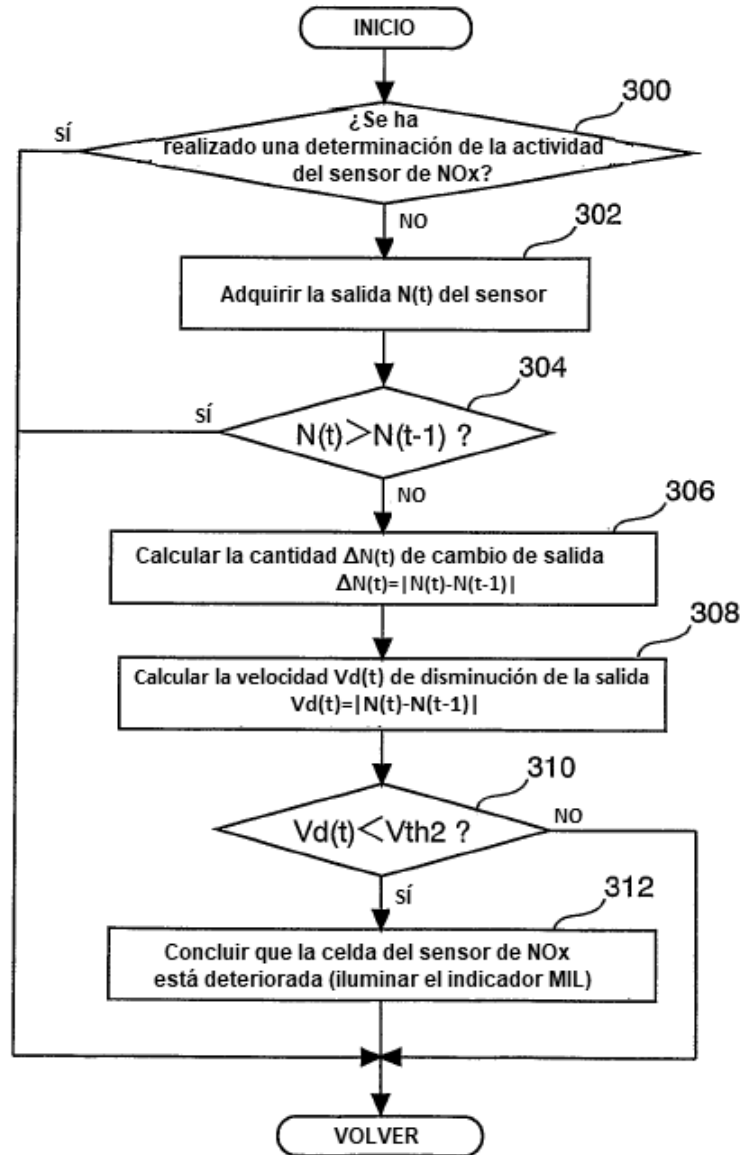 INICIO
300
¿Se ha
realizado una determinación de la actividad
del sensor de NOx?
SÍ
NO
302
Adquirir la salida N(t) del sensor
304
SÍ
N(t)>N(t-1) ?
NO
306
Calcular la cantidad ΔN(t) de cambio de salida
ΔN(t)=|N(t)-N(t-1)|
308
Calcular la velocidad Vd(t) de disminución de la salida
Vd(t)=|N(t)-N(t-1)|
310
Vd(t)<Vth2 ?
NO
SÍ
312
Concluir que la celda del sensor de NOx
está deteriorada (iluminar el indicador MIL)
VOLVER